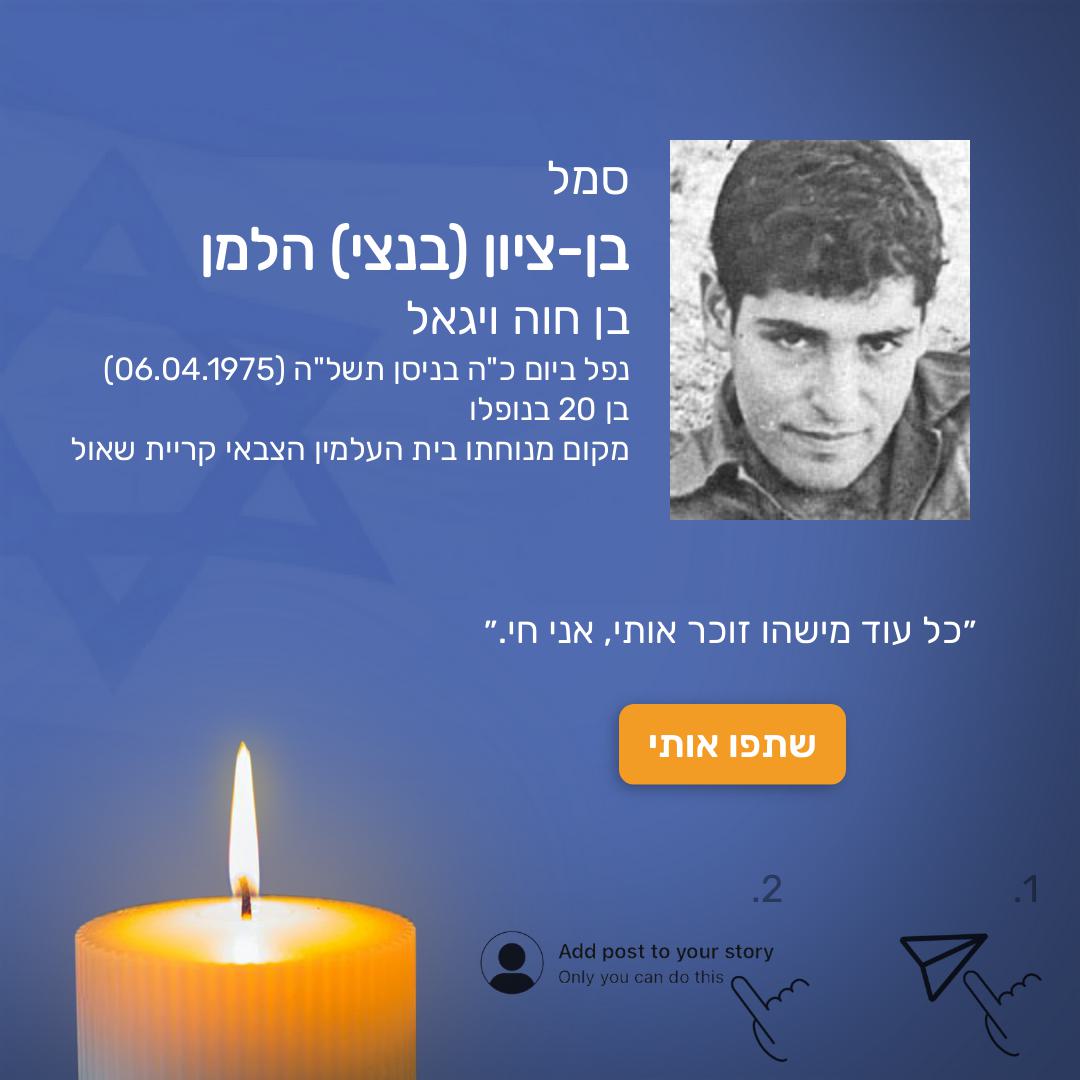 סמל
בן-ציון (בנצי) הלמן
בן חוה ויגאל
נפל ביום כ"ה בניסן תשל"ה (06.04.1975)
בן 20 בנופלו
מקום מנוחתו בית העלמין הצבאי קריית שאול
״כל עוד מישהו זוכר אותי, אני חי.״
שתפו אותי
1.
2.
Add post to your story
Only you can do this